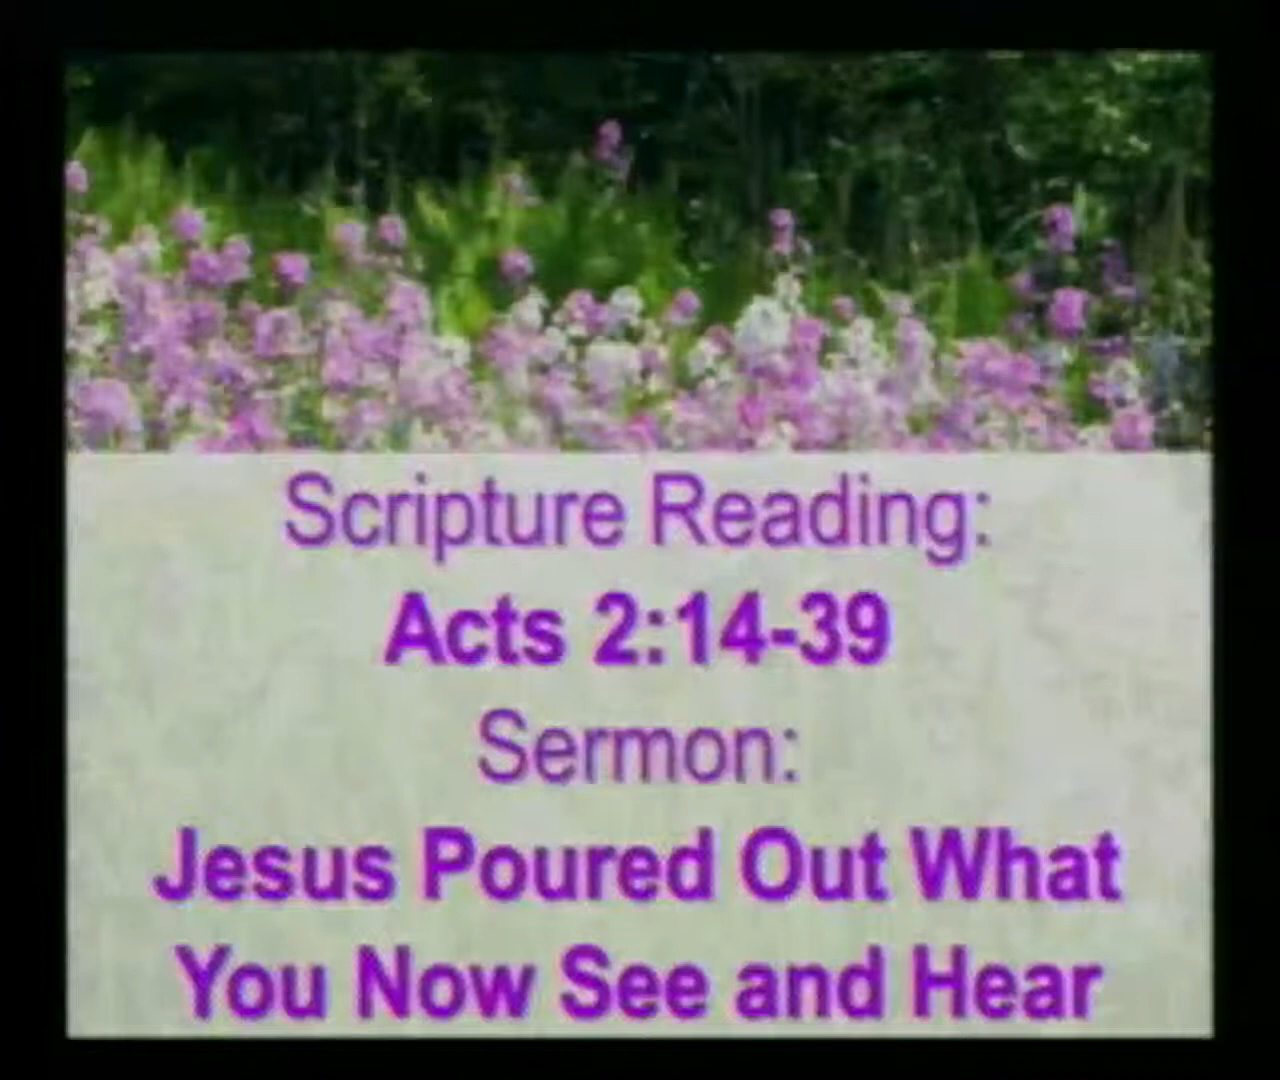 Scripture Reading:
Acts 2:14-39
Sermon:
Jesus Poured Out What
You Now See and Hear